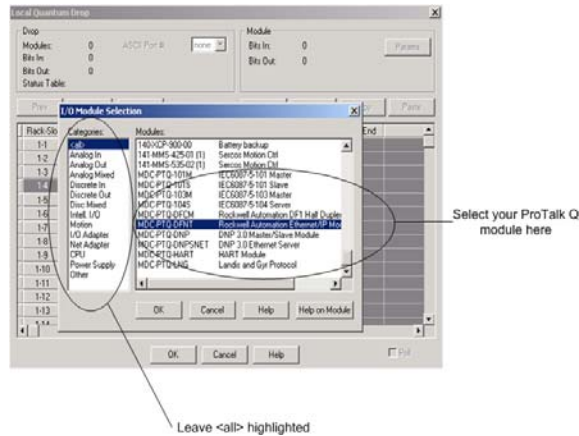 Local Quantum Drop
Drop
Modules: 0 ASCII Port #: none
Bits In: 0
Bits Out: 0
Status Table:
Module
Bits In: 0
Bits Out: 0
Params
Prev
Paste
I/O Module Selection
Rack-Slo
End
1-1
1-2
1-3
1-4
1-5
1-6
1-7
1-8
1-9
1-10
1-11
1-12
1-13
1-14
Categories:
<all>
Analog In
Analog Out
Analog Mixed
Discrete In
Discrete Out
Disc Mixed
Intell. I/O
Motion
I/O Adapter
Net Adapter
CPU
Power Supply
Other
Modules:
140-XCP-900-00 Battery backup
141-MMS-425-01 (1) Sercos Motion Ctrl
141-MMS-535-02 (1) Sercos Motion Ctrl
MDC-PTQ-101M IEC6087-5-101 Master
MDC-PTQ-101S IEC6087-5-101 Slave
MDC-PTQ-103M IEC6087-5-103 Master
MDC-PTQ-104S IEC6087-5-104 Server
MDC-PTQ-DFCM Rockwell Automation DF1 Half Duplex
MDC-PTQ-DFNT Rockwell Automation Ethernet/IP Mo
MDC-PTQ-DNP DNP 3.0 Master/Slave Module
MDC-PTQ-DNPSNET DNP 3.0 Ethernet Server
MDC-PTQ-HART HART Module
MDC-PTQ-LNG Landis and Gyr Protocol
OK Cancel Help Help on Module
OK Cancel Help
Poll
Select your ProTalk Q
module here
Leave <all> highlighted